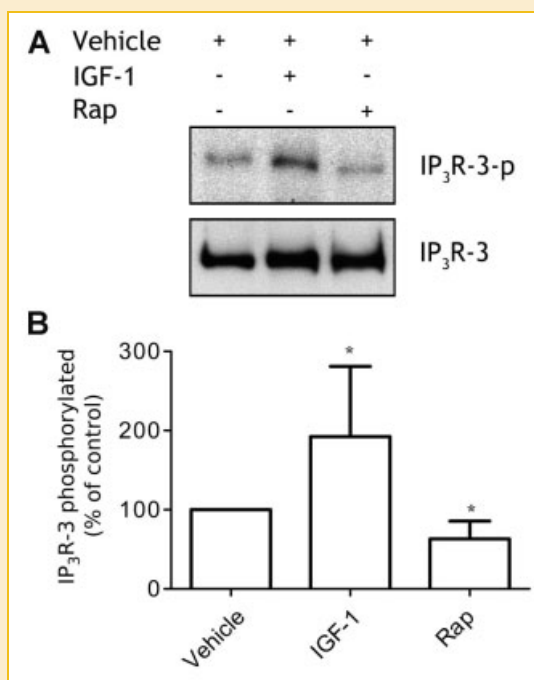 A Vehicle + + +
IGF-1 - + -
Rap - - +
IP₃R-3-p
IP₃R-3
B
IP₃R-3 phosphorylated
(% of control)
300
200
100
0
*
*
Vehicle IGF-1 Rap